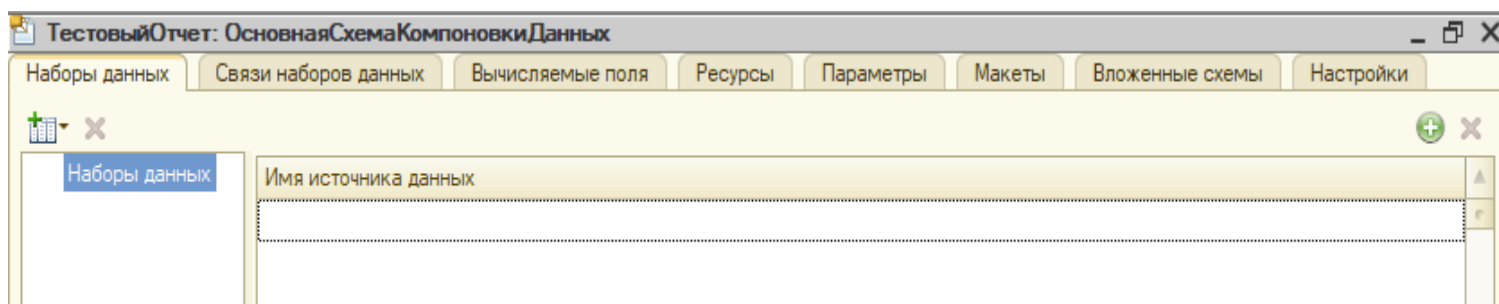 ТестовыйОтчет: ОсновнаяСхемаКомпоновкиДанных
Наборы данных Связи наборов данных Вычисляемые поля Ресурсы Параметры Макеты Вложенные схемы Настройки
Наборы данных
Имя источника данных